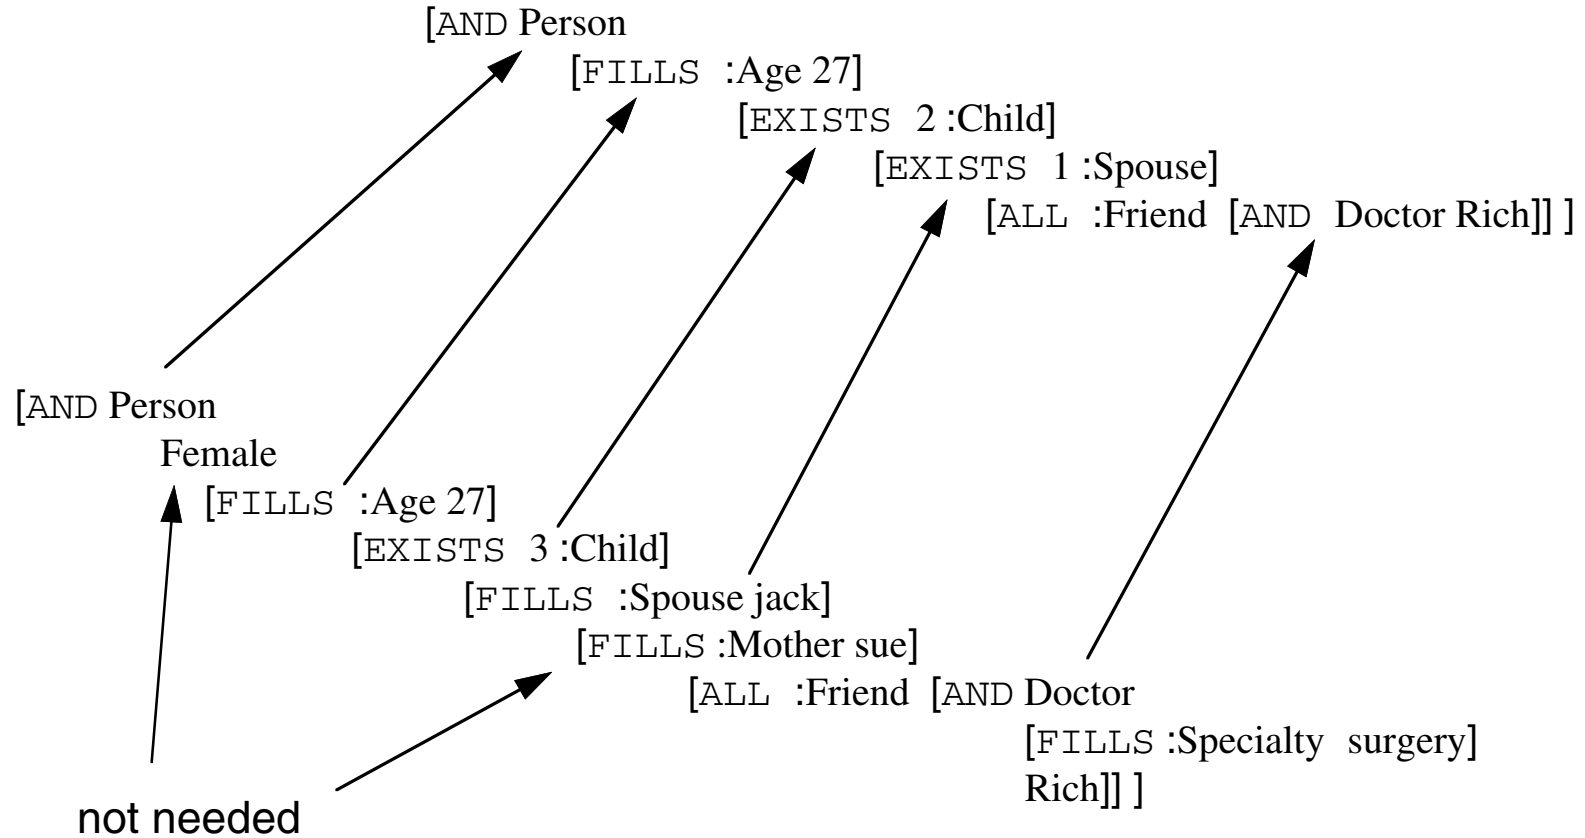 [AND Person
[FILLS :Age 27]
[EXISTS 2 :Child]
[EXISTS 1 :Spouse]
[ALL :Friend [AND Doctor Rich]] ]
[AND Person
Female
[FILLS :Age 27]
[EXISTS 3 :Child]
[FILLS :Spouse jack]
[FILLS :Mother sue]
[ALL :Friend [AND Doctor
[FILLS :Specialty surgery]
Rich]] ]
not needed